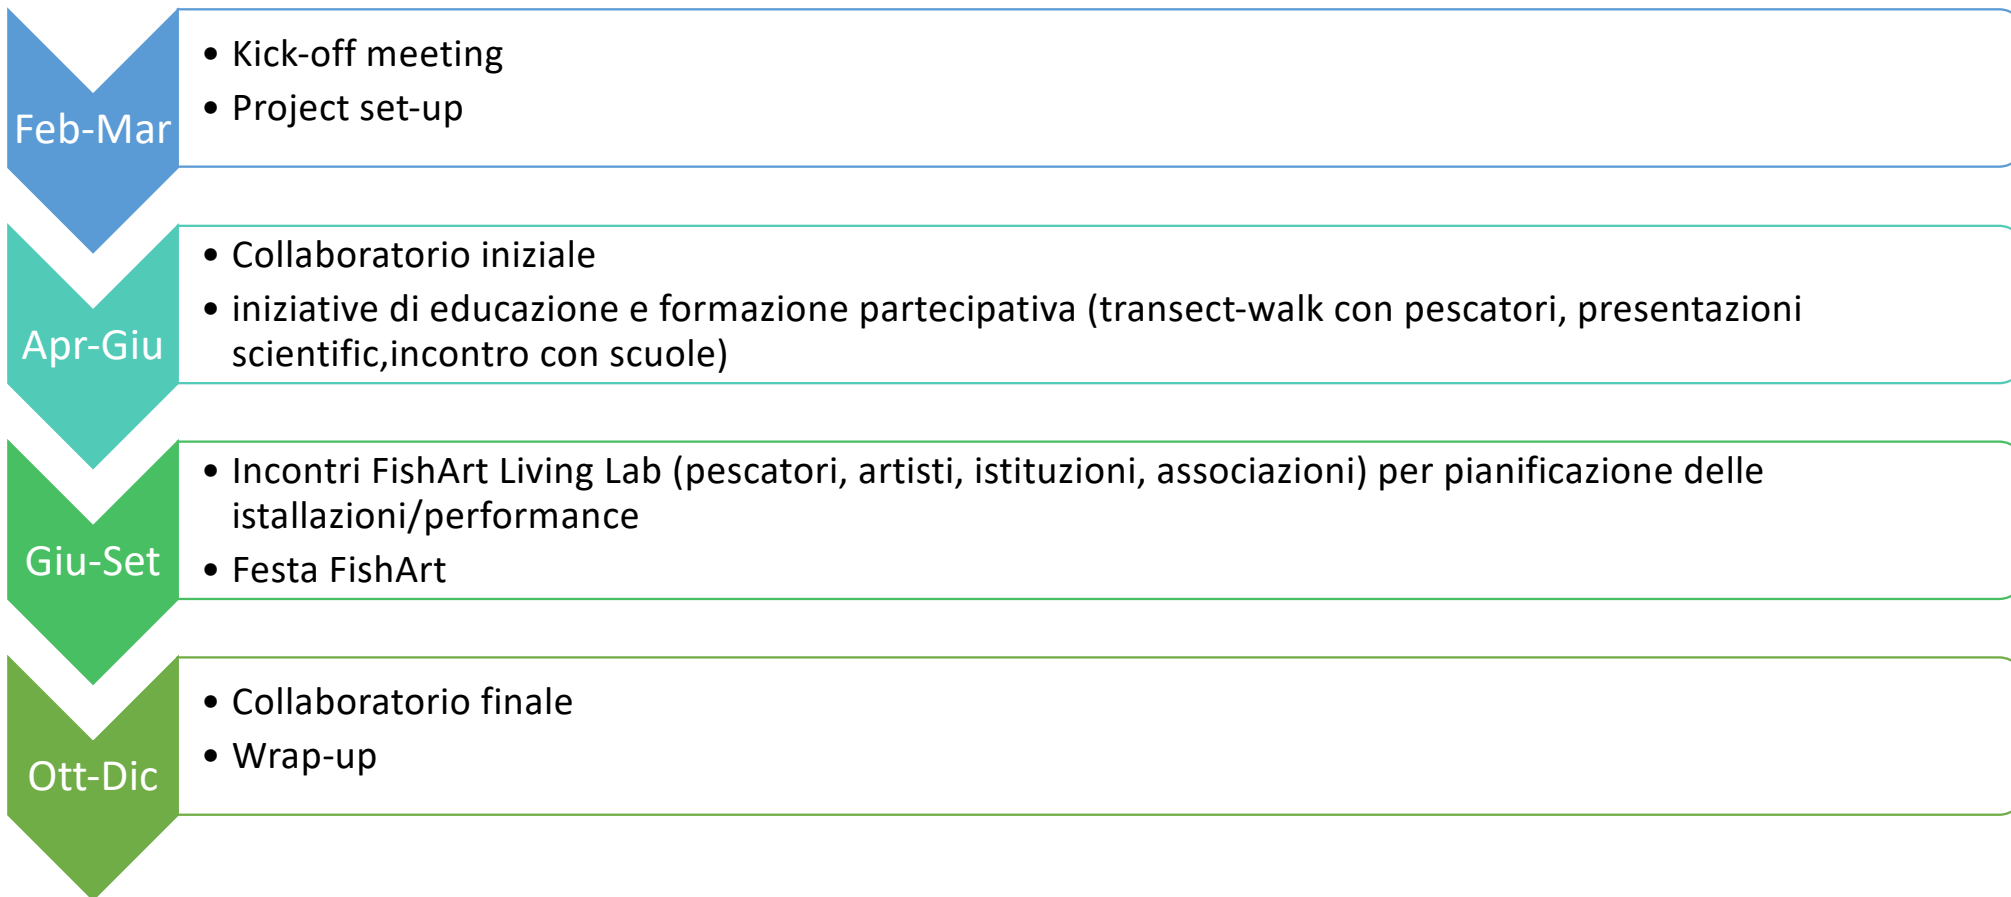 Feb-Mar
• Kick-off meeting
• Project set-up
Apr-Giu
• Collaboratorio iniziale
• iniziative di educazione e formazione partecipativa (transect-walk con pescatori, presentazioni
scientific,incontro con scuole)
Giu-Set
• Incontri FishArt Living Lab (pescatori, artisti, istituzioni, associazioni) per pianificazione delle
istallazioni/performance
• Festa FishArt
Ott-Dic
• Collaboratorio finale
• Wrap-up